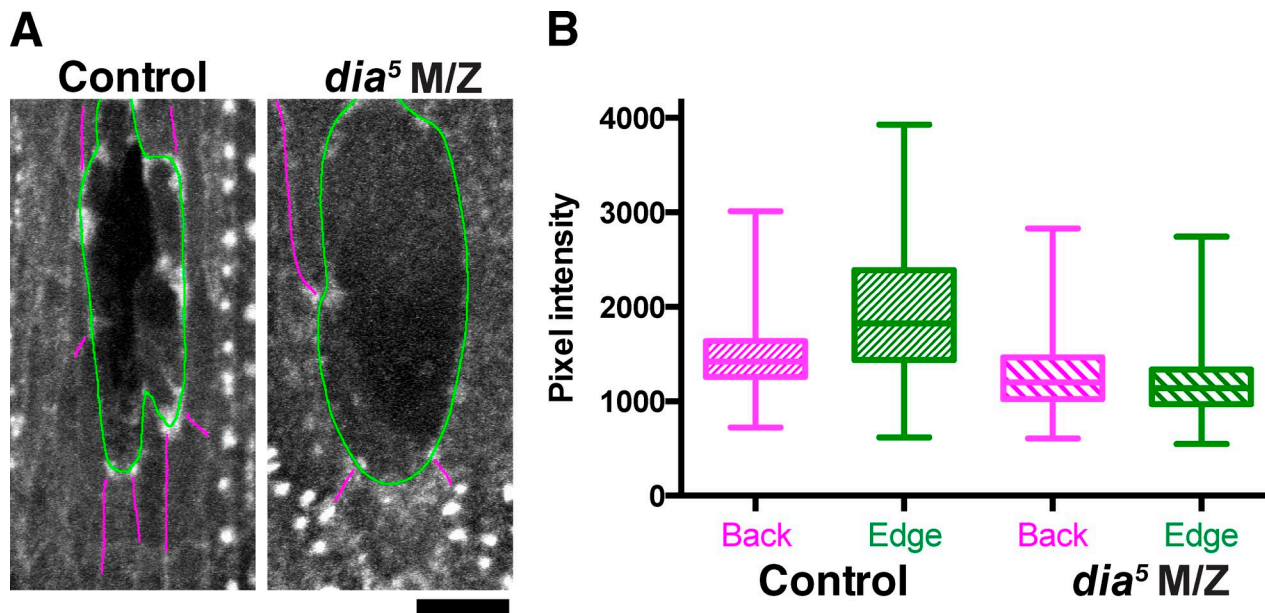 A
Control
dia⁵ M/Z
B
Pixel intensity
4000
3000
2000
1000
0
Back
Edge
Back
Edge
Control
dia⁵ M/Z